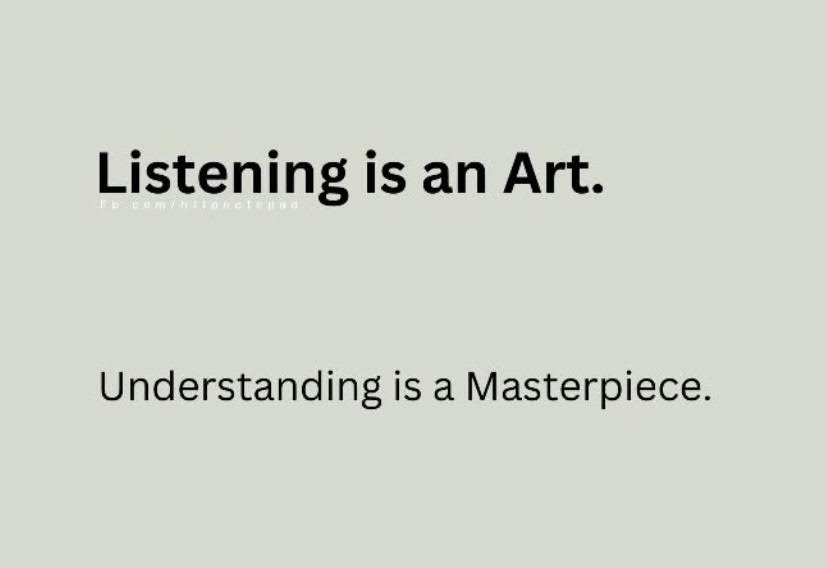 Listening is an Art.
Understanding is a Masterpiece.